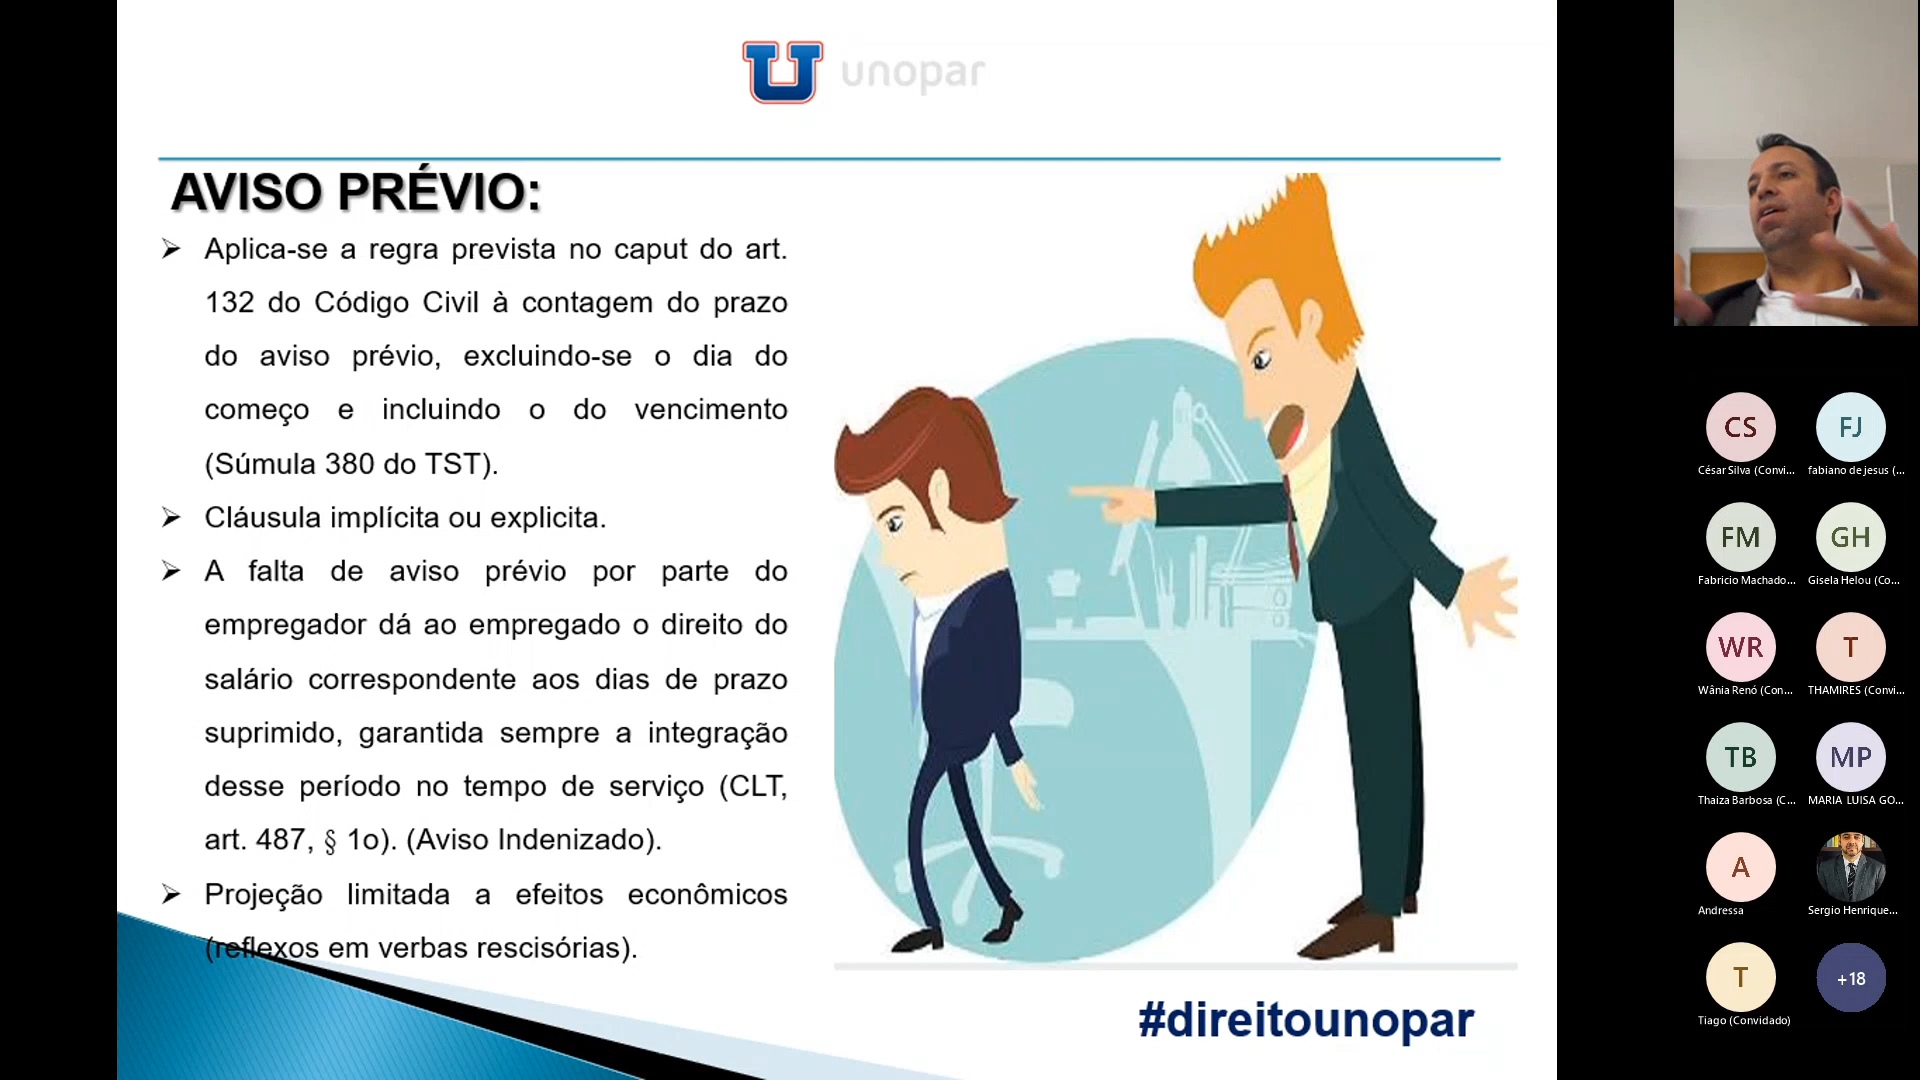 unopar
AVISO PRÉVIO:
➢ Aplica-se a regra prevista no caput do art.
132 do Código Civil à contagem do prazo
do aviso prévio, excluindo-se o dia do
começo e incluindo o do vencimento
(Súmula 380 do TST).
➢ Cláusula implícita ou explicita.
➢ A falta de aviso prévio por parte do
empregador dá ao empregado o direito do
salário correspondente aos dias de prazo
suprimido, garantida sempre a integração
desse período no tempo de serviço (CLT,
art. 487, § 1o). (Aviso Indenizado).
➢ Projeção limitada a efeitos econômicos
(reflexos em verbas rescisórias).
#direitounopar
CS
FJ
César Silva (Convi...
fabiano de jesus (...
FM
GH
Fabricio Machado...
Gisela Helou (Co...
WR
T
Wânia Renó (Con...
THAMIRES (Convi...
TB
MP
Thaiza Barbosa (C...
MARIA LUISA GO...
A
Andressa
Sergio Henrique...
T
+18
Tiago (Convidado)